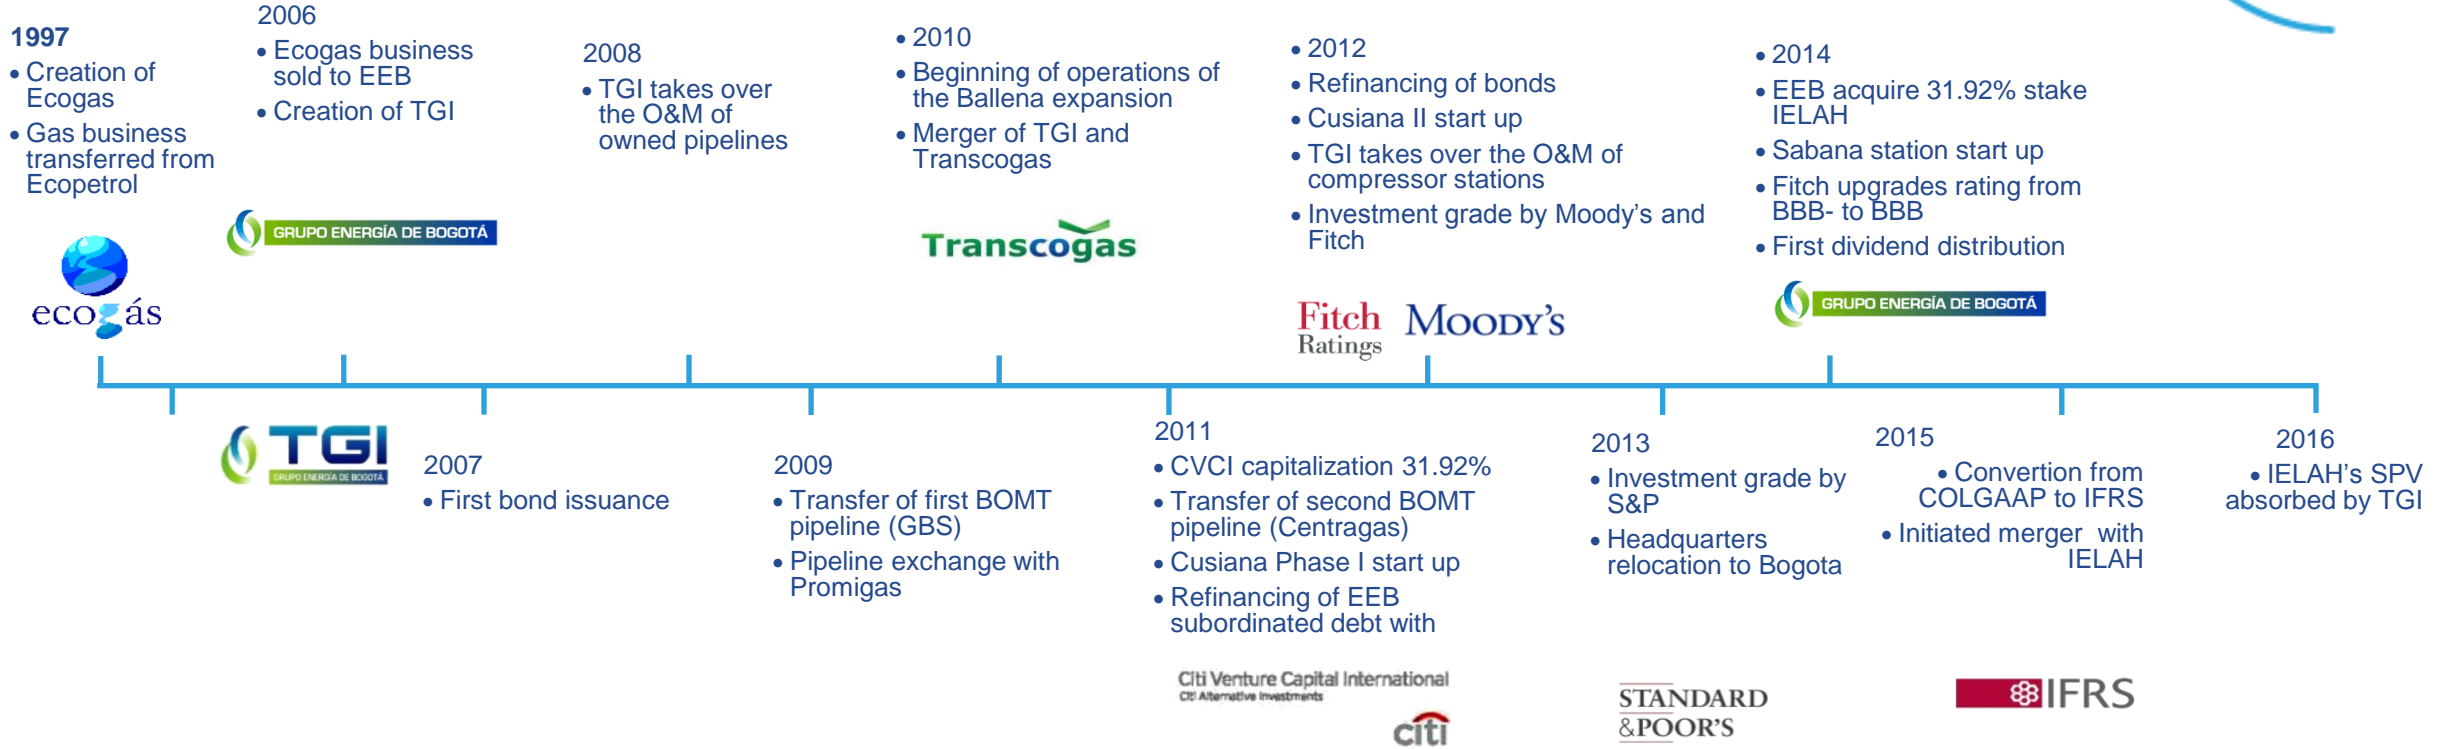 1997
• Creation of
Ecogas
• Gas business
transferred from
Ecopetrol
ecogás
2006
• Ecogas business
sold to EEB
• Creation of TGI
GRUPO ENERGÍA DE BOGOTÁ
2008
• TGI takes over
the O&M of
owned pipelines
• 2010
• Beginning of operations of
the Ballena expansion
• Merger of TGI and
Transcogas
Transcogas
• 2012
• Refinancing of bonds
• Cusiana II start up
• TGI takes over the O&M of
compressor stations
• Investment grade by Moody's and
Fitch
Fitch
Ratings
MOODY'S
• 2014
• EEB acquire 31.92% stake
IELAH
• Sabana station start up
• Fitch upgrades rating from
BBB- to BBB
• First dividend distribution
GRUPO ENERGÍA DE BOGOTÁ
TGI
GRUPO ENERGÍA DE BOGOTÁ
2007
• First bond issuance
2009
• Transfer of first BOMT
pipeline (GBS)
• Pipeline exchange with
Promigas
2011
• CVCI capitalization 31.92%
• Transfer of second BOMT
pipeline (Centragas)
• Cusiana Phase I start up
• Refinancing of EEB
subordinated debt with
Citi Venture Capital International
Citi Alternative Investments
citi
2013
• Investment grade by
S&P
• Headquarters
relocation to Bogota
STANDARD
&POOR'S
2015
• Convertion from
COLGAAP to IFRS
• Initiated merger with
IELAH
IFRS
2016
• IELAH's SPV
absorbed by TGI